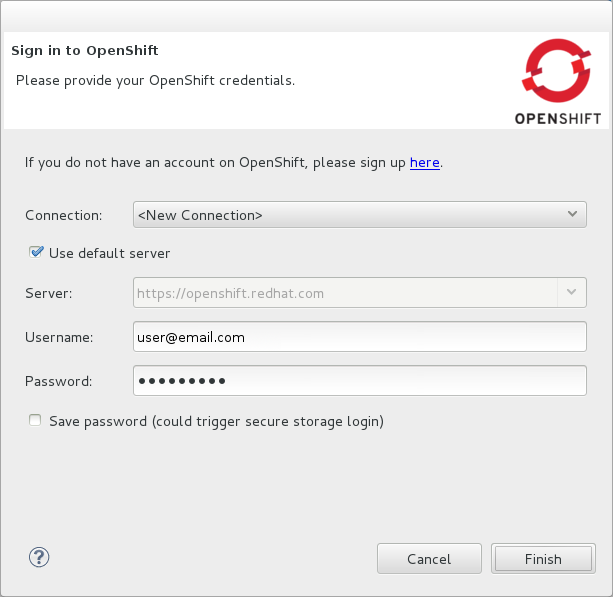 Sign in to OpenShift
Please provide your OpenShift credentials.
OPENSHIFT
If you do not have an account on OpenShift, please sign up here.
Connection: <New Connection>
Use default server
Server: https://openshift.redhat.com
Username: user@email.com
Password: ●●●●●●●●●
Save password (could trigger secure storage login)
? Cancel Finish